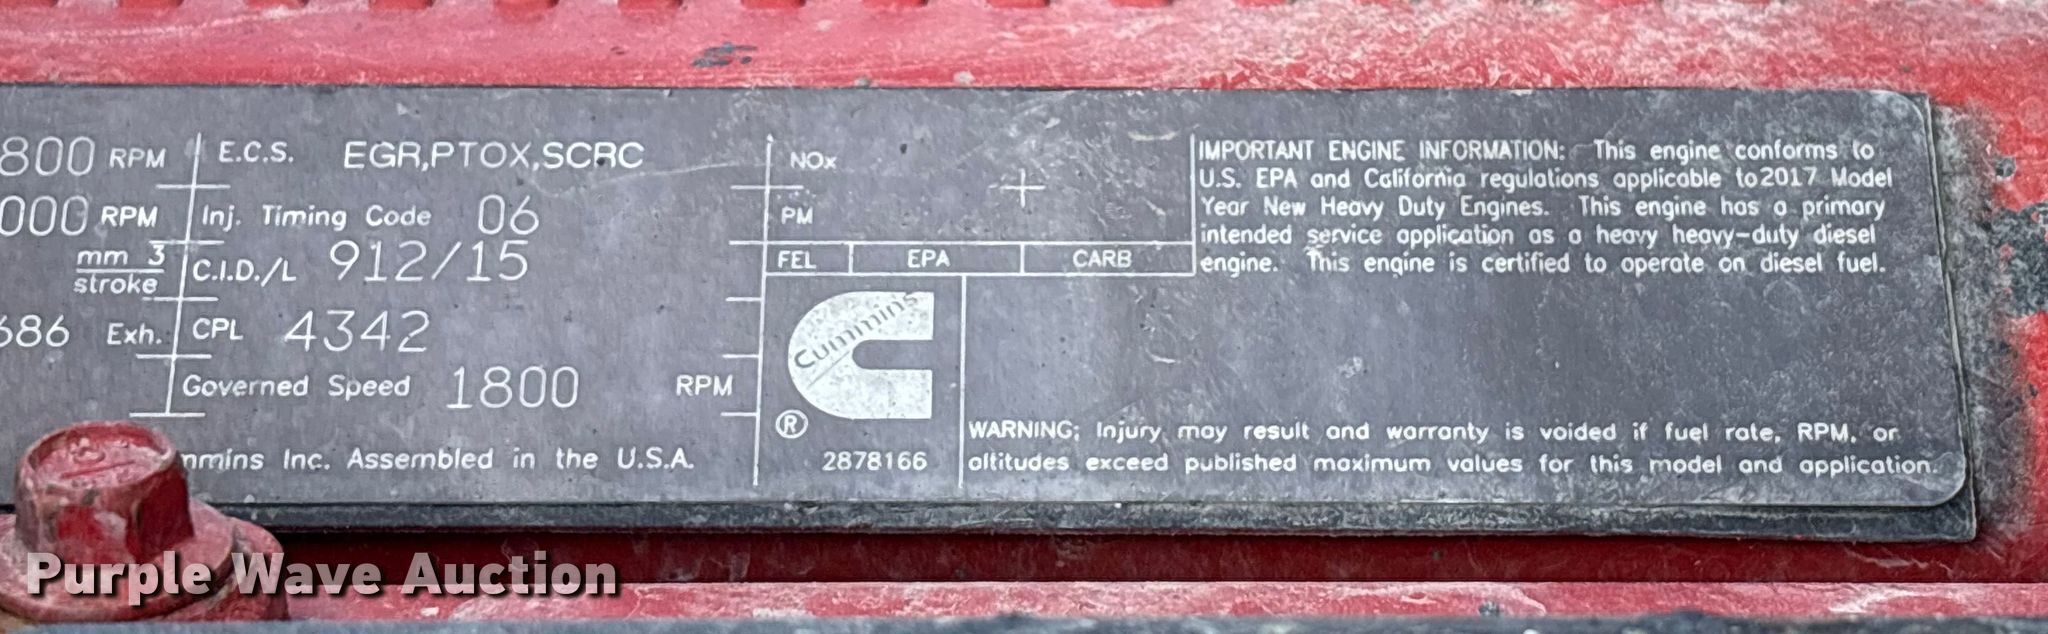 800 RPM E.C.S. EGR,PTOX,SCRC
000 RPM Inj. Timing Code 06
mm 3
stroke
C.I.D./L 912/15
686 Exh. CPL 4342
Governed Speed 1800 RPM
mmins Inc. Assembled in the U.S.A.
NOx
PM
FEL EPA CARB
Cummins
®
2878166
IMPORTANT ENGINE INFORMATION: This engine conforms to
U.S. EPA and California regulations applicable to 2017 Model
Year New Heavy Duty Engines. This engine has a primary
intended service application as a heavy heavy-duty diesel
engine. This engine is certified to operate on diesel fuel.
WARNING: Injury may result and warranty is voided if fuel rate, RPM, or
altitudes exceed published maximum values for this model and application.
Purple Wave Auction